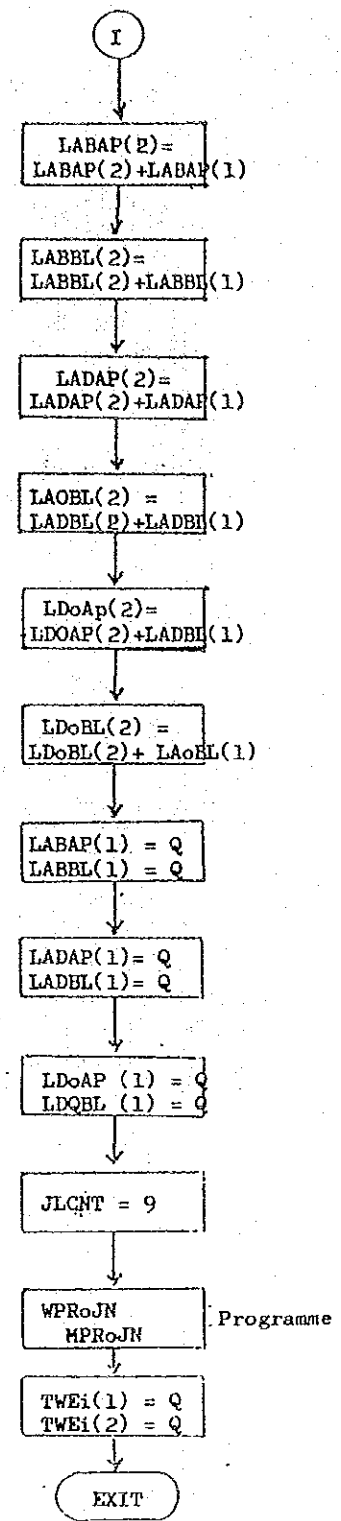 I
LABAP(2)=
LABAP(2)+LABAP(1)
LABBL(2)=
LABBL(2)+LABBL(1)
LADAP(2)=
LADAP(2)+LADAP(1)
LAOBL(2) =
LADBL(2)+LADBL(1)
LDoAp(2)=
LDOAP(2)+LADBL(1)
LDoBL(2) =
LDoBL(2)+ LAoBL(1)
LABAP(1) = Q
LABBL(1) = Q
LADAP(1)= Q
LADBL(1)= Q
LDoAP (1) = Q
LDQBL (1) = Q
JLCNT = 9
WPRoJN
MPRoJN
Programme
TWEi(1) = Q
TWEi(2) = Q
EXIT